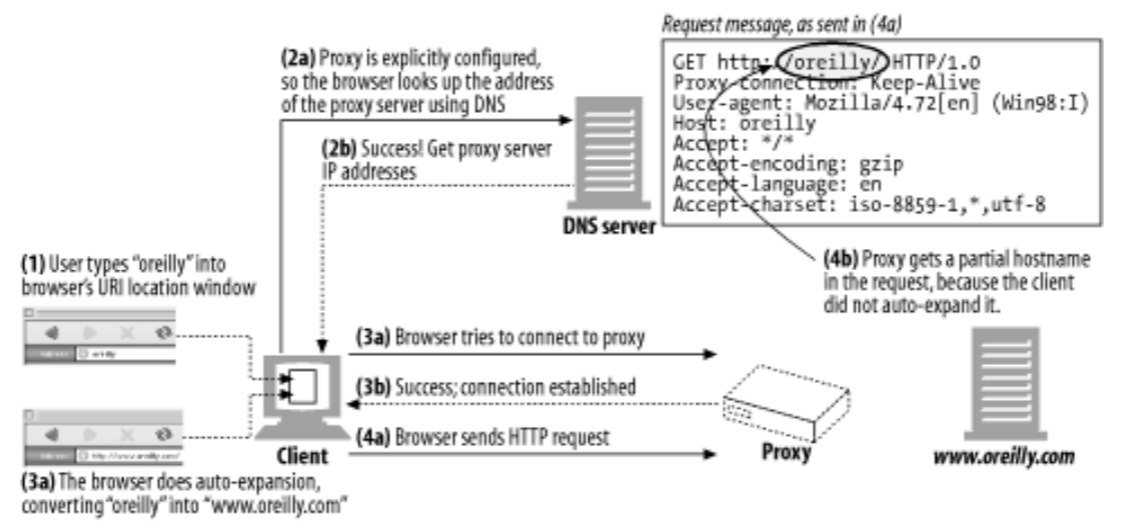 Request message, as sent in (4a)
(2a) Proxy is explicitly configured,
so the browser looks up the address
of the proxy server using DNS
GET http://oreilly/ HTTP/1.0
Proxy-connection: Keep-Alive
User-agent: Mozilla/4.72[en] (Win98:I)
Host: oreilly
Accept: */*
Accept-encoding: gzip
Accept-language: en
Accept-charset: iso-8859-1,*,utf-8
(2b) Success! Get proxy server
IP addresses
DNS server
(4b) Proxy gets a partial hostname
in the request, because the client
did not auto-expand it.
(1) User types "oreilly" into
browser's URI location window
oreilly
(3a) Browser tries to connect to proxy
(3b) Success; connection established
(4a) Browser sends HTTP request
http://www.oreilly.com/
Client
Proxy
www.oreilly.com
(3a) The browser does auto-expansion,
converting "oreilly" into "www.oreilly.com"